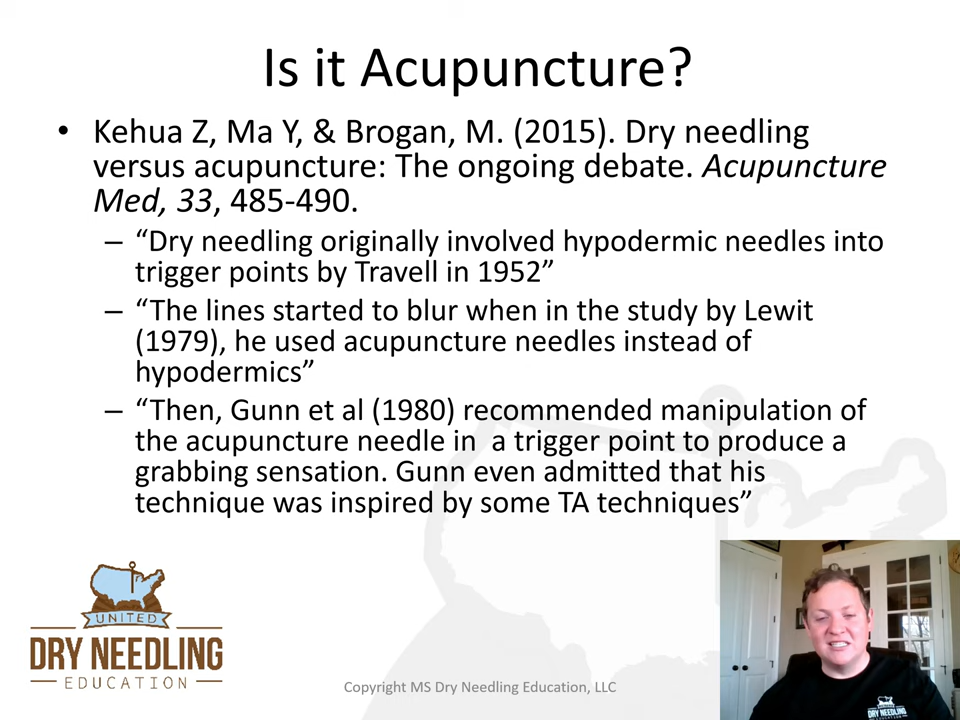 Is it Acupuncture?
• Kehua Z, Ma Y, & Brogan, M. (2015). Dry needling
versus acupuncture: The ongoing debate. Acupuncture
Med, 33, 485-490.
– “Dry needling originally involved hypodermic needles into
trigger points by Travell in 1952”
– “The lines started to blur when in the study by Lewit
(1979), he used acupuncture needles instead of
hypodermics”
– “Then, Gunn et al (1980) recommended manipulation of
the acupuncture needle in a trigger point to produce a
grabbing sensation. Gunn even admitted that his
technique was inspired by some TA techniques”
UNITED
DRY NEEDLING
EDUCATION
Copyright MS Dry Needling Education, LLC
DRY NEEDLING